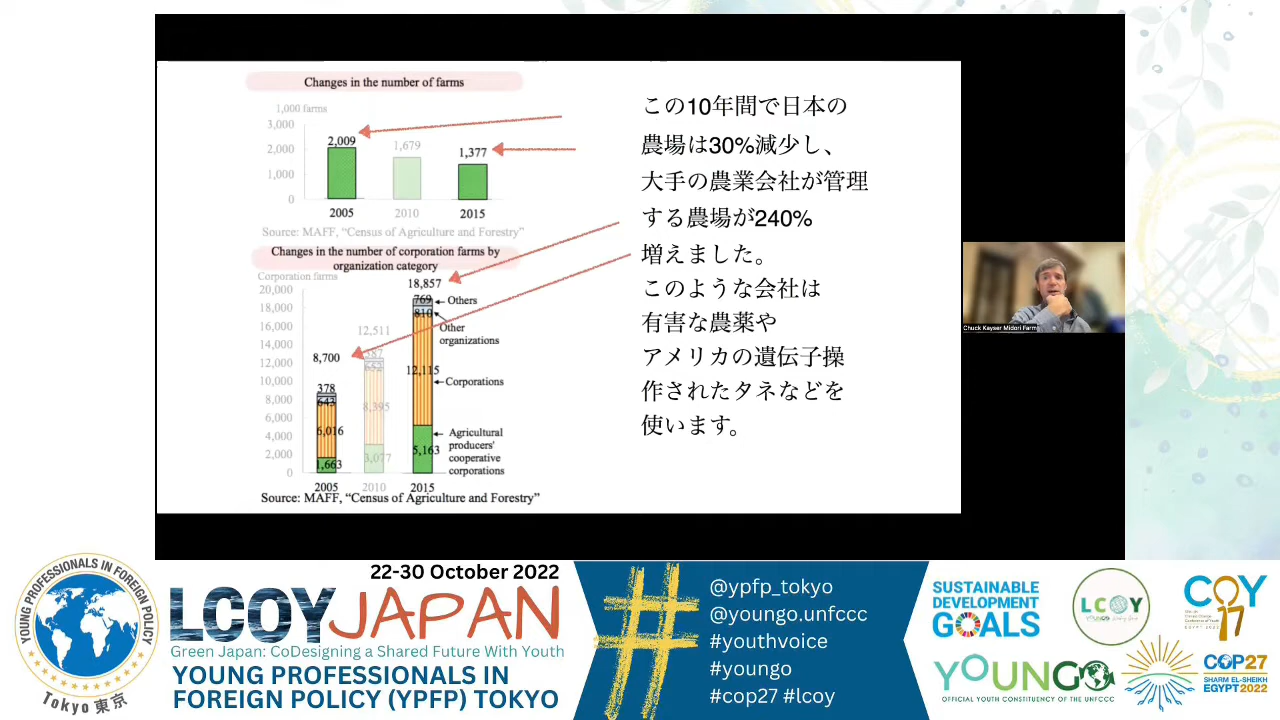 Changes in the number of farms
1,000 farms
3,000
2,000
1,000
0
2,009
1,679
1,377
2005
2010
2015
Source: MAFF, “Census of Agriculture and Forestry”
Changes in the number of corporation farms by
organization category
Corporation farms
20,000
18,000
16,000
14,000
12,000
10,000
8,000
6,000
4,000
2,000
0
8,700
378
643
6,016
1,663
12,511
387
652
8,395
3,077
18,857
769
810
12,115
5,163
Others
Other
organizations
Corporations
Agricultural
producers'
cooperative
corporations
2005
2010
2015
Source: MAFF, “Census of Agriculture and Forestry”
この10年間で日本の
農場は30%減少し、
大手の農業会社が管理
する農場が240%
増えました。
このような会社は
有害な農薬や
アメリカの遺伝子操
作されたタネなどを
使います。
Chuck Kayser Midori Farm
YOUNG PROFESSIONALS IN FOREIGN POLICY
Tokyo 東京
22-30 October 2022
LCOY JAPAN
Green Japan: CoDesigning a Shared Future With Youth
YOUNG PROFESSIONALS IN
FOREIGN POLICY (YPFP) TOKYO
#
@ypfp_tokyo
@youngo.unfccc
#youthvoice
#youngo
#cop27 #lcoy
SUSTAINABLE
DEVELOPMENT
GOALS
LCOY
COY
17
YOUNGO
OFFICIAL YOUTH CONSTITUENCY OF THE UNFCCC
COP27
SHARM EL-SHEIKH
EGYPT2022